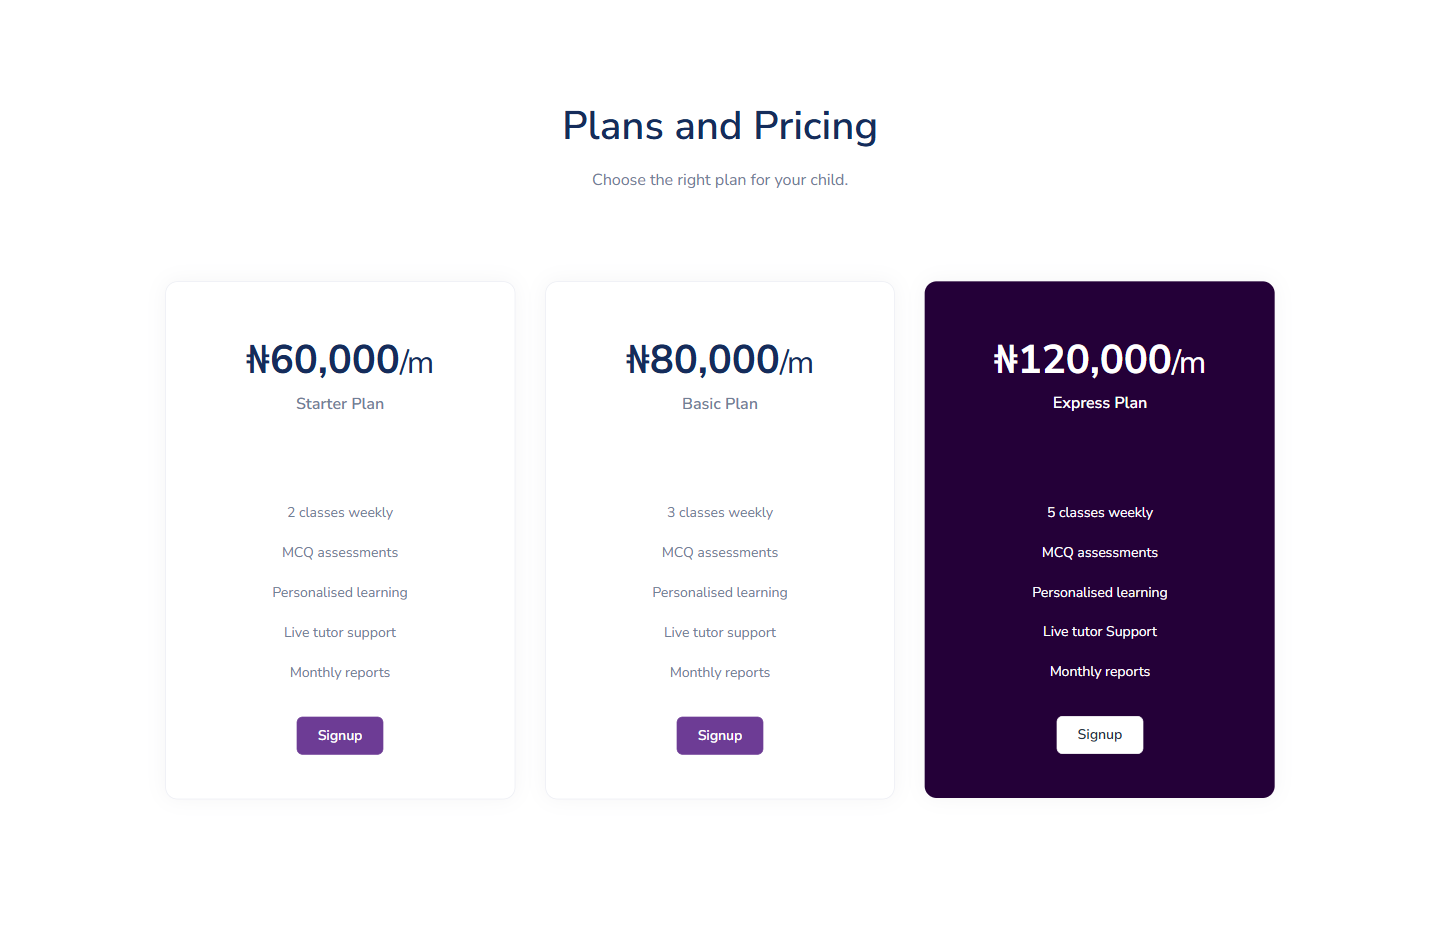 Plans and Pricing
Choose the right plan for your child.
₦60,000/m
Starter Plan
2 classes weekly
MCQ assessments
Personalised learning
Live tutor support
Monthly reports
Signup
₦80,000/m
Basic Plan
3 classes weekly
MCQ assessments
Personalised learning
Live tutor support
Monthly reports
Signup
₦120,000/m
Express Plan
5 classes weekly
MCQ assessments
Personalised learning
Live tutor Support
Monthly reports
Signup